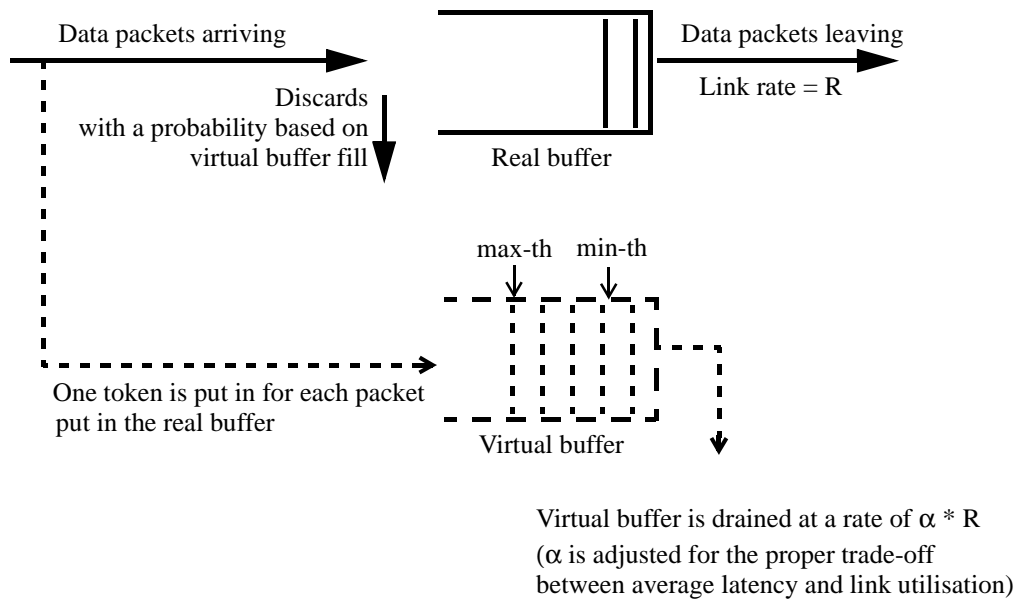 Data packets arriving
Data packets leaving
Link rate = R
Discards
with a probability based on
virtual buffer fill
Real buffer
max-th
min-th
One token is put in for each packet
put in the real buffer
Virtual buffer
Virtual buffer is drained at a rate of α * R
(α is adjusted for the proper trade-off
between average latency and link utilisation)